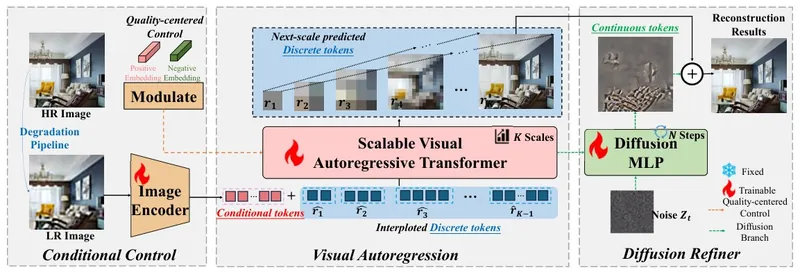 Quality-centered
Control
Positive
Embedding
Negative
Embedding
Modulate
HR Image
Degradation
Pipeline
LR Image
Image
Encoder
Conditional Control
Next-scale predicted
Discrete tokens
r1
r2
r3
r4
...
rK
K Scales
Scalable Visual
Autoregressive Transformer
Conditional tokens
+
r̂1
r̂2
r̂3
...
r̂K−1
Interploted Discrete tokens
Visual Autoregression
Continuous tokens
Reconstruction
Results
+
N Steps
Diffusion
MLP
Noise Zt
Fixed
Trainable
Quality-centered
Control
Diffusion
Branch
Diffusion Refiner